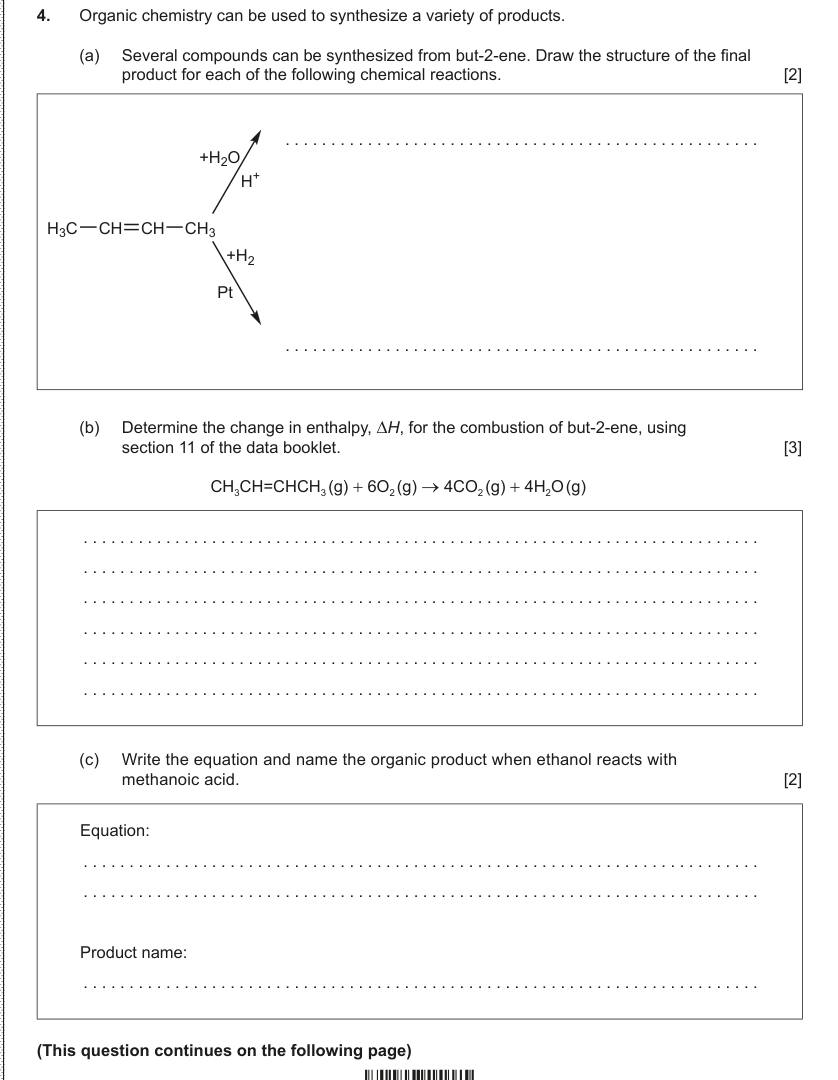 4. Organic chemistry can be used to synthesize a variety of products.
(a) Several compounds can be synthesized from but-2-ene. Draw the structure of the final
product for each of the following chemical reactions. [2]
+H₂O
H⁺
H₃C—CH=CH—CH₃
+H₂
Pt
(b) Determine the change in enthalpy, ΔH, for the combustion of but-2-ene, using
section 11 of the data booklet. [3]
CH₃CH=CHCH₃(g) + 6O₂(g) → 4CO₂(g) + 4H₂O(g)
(c) Write the equation and name the organic product when ethanol reacts with
methanoic acid. [2]
Equation:
Product name:
(This question continues on the following page)